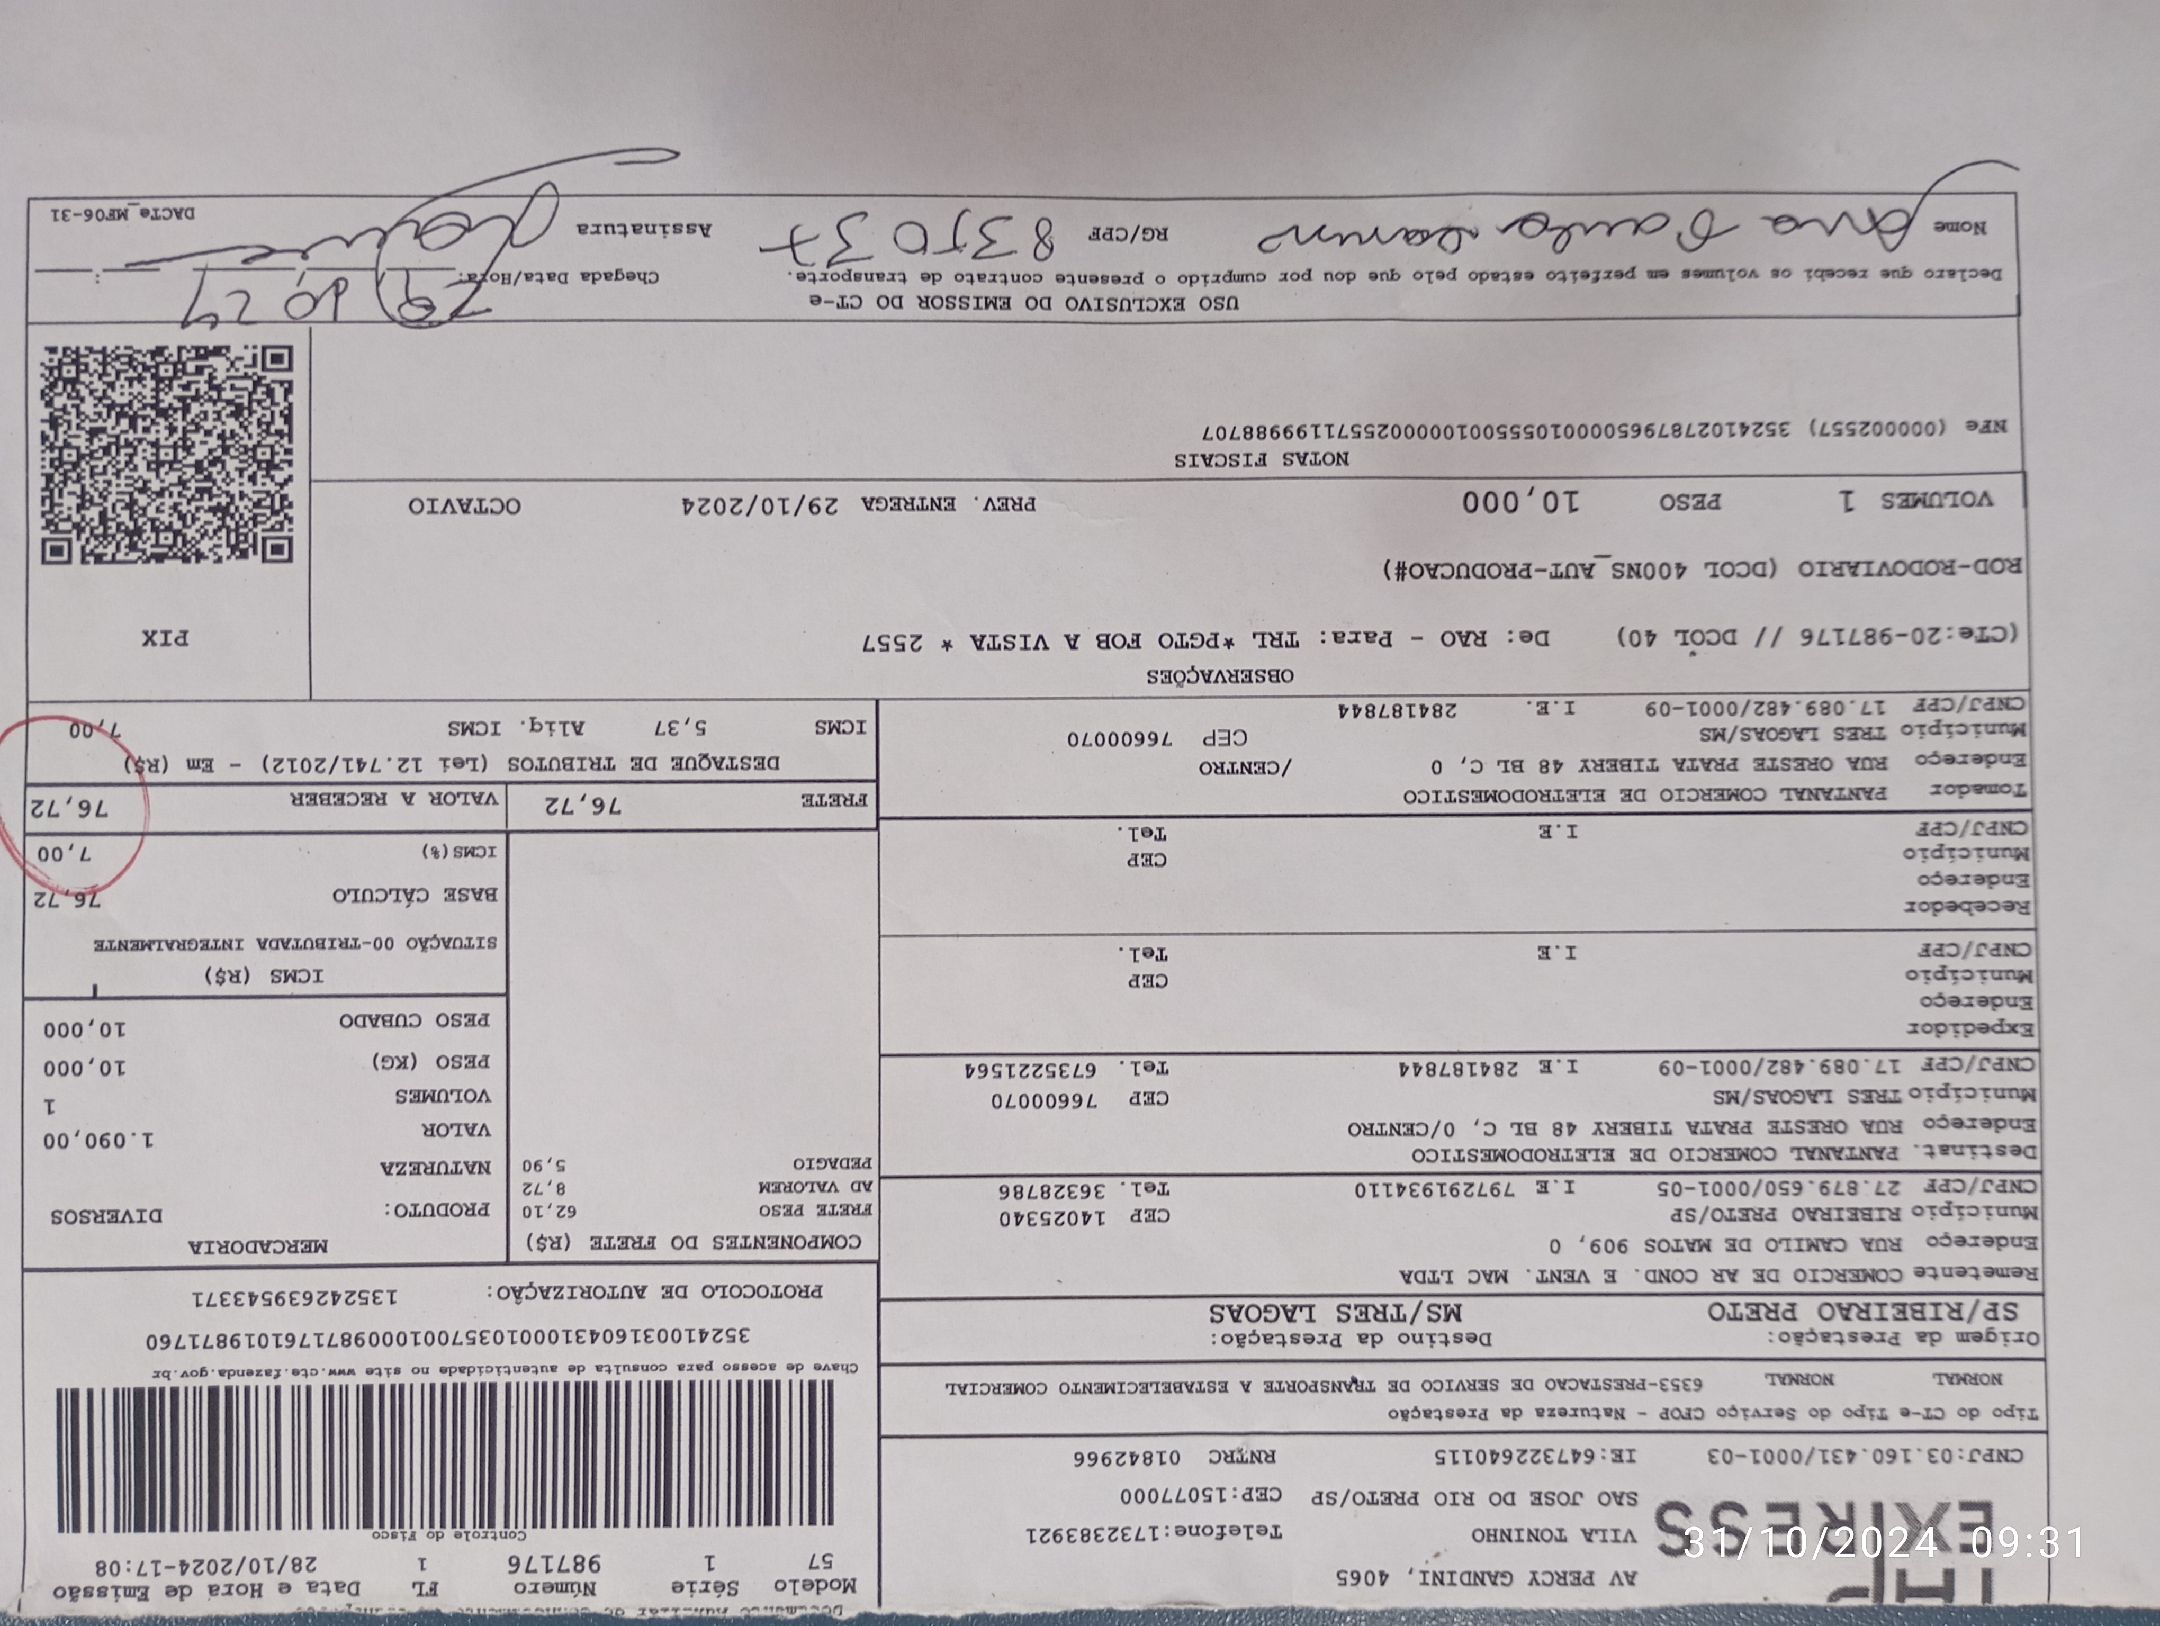 Modelo Série Número FL Data e Hora de Emissão
57 1 987176 1 28/10/2024-17:08
Controle do Fisco
Chave de acesso para consulta de autenticidade no site www.cte.fazenda.gov.br
35241003160431000103570010009871761019871760
PROTOCOLO DE AUTORIZAÇÃO: 135242639543371
EXPRESS
AV PERCY GANDINI, 4065
VILA TONINHO Telefone:1732383921
SAO JOSE DO RIO PRETO/SP CEP:15077000
CNPJ:03.160.431/0001-03 IE:647322640115 RNTRC 01842966
Tipo do CT-e Tipo do Serviço CFOP - Natureza da Prestação
NORMAL NORMAL 6353-PRESTACAO DE SERVICO DE TRANSPORTE A ESTABELECIMENTO COMERCIAL
Origem da Prestação: Destino da Prestação:
SP/RIBEIRAO PRETO MS/TRES LAGOAS
Remetente COMERCIO DE AR COND. E VENT. MAC LTDA
Endereço RUA CAMILO DE MATOS 909, 0
Município RIBEIRAO PRETO/SP CEP 14025340
CNPJ/CPF 27.879.650/0001-05 I.E 797291934110 Tel. 36328786
Destinat. PANTANAL COMERCIO DE ELETRODOMESTICO
Endereço RUA ORESTE PRATA TIBERY 48 BL C, 0/CENTRO
Município TRES LAGOAS/MS CEP 76600070
CNPJ/CPF 17.089.482/0001-09 I.E 284187844 Tel. 6735221564
Expedidor
Endereço
Município CEP
CNPJ/CPF I.E Tel.
Recebedor
Endereço
Município CEP
CNPJ/CPF I.E Tel.
Tomador PANTANAL COMERCIO DE ELETRODOMESTICO
Endereço RUA ORESTE PRATA TIBERY 48 BL C, 0 /CENTRO
Município TRES LAGOAS/MS CEP 76600070
CNPJ/CPF 17.089.482/0001-09 I.E. 284187844
COMPONENTES DO FRETE (R$)
FRETE PESO 62,10
AD VALOREM 8,72
PEDAGIO 5,90
MERCADORIA
PRODUTO: DIVERSOS
NATUREZA
VALOR 1.090,00
VOLUMES 1
PESO (KG) 10,000
PESO CUBADO 10,000
ICMS (R$)
SITUAÇÃO 00-TRIBUTADA INTEGRALMENTE
BASE CÁLCULO 76,72
ICMS(%) 7,00
FRETE 76,72 VALOR A RECEBER 76,72
DESTAQUE DE TRIBUTOS (Lei 12.741/2012) - Em (R$)
ICMS 5,37 Aliq. ICMS 7,00
OBSERVAÇÕES
(CTe:20-987176 // DCOL 40) De: RAO - Para: TRL *PGTO FOB A VISTA * 2557
ROD-RODOVIARIO (DCOL 400NS_AUT-PRODUCAO#)
PIX
VOLUMES 1 PESO 10,000 PREV. ENTREGA 29/10/2024 OCTAVIO
NOTAS FISCAIS
NFe (000002557) 35241027879650000105550010000025571199988707
USO EXCLUSIVO DO EMISSOR DO CT-e
Declaro que recebi os volumes em perfeito estado pelo que dou por cumprido o presente contrato de transporte. Chegada Data/Hora: 29 10 24 :
Nome Ana Paula RG/CPF 835037 Assinatura
DACTe_MF06-31
31/10/2024 09:31